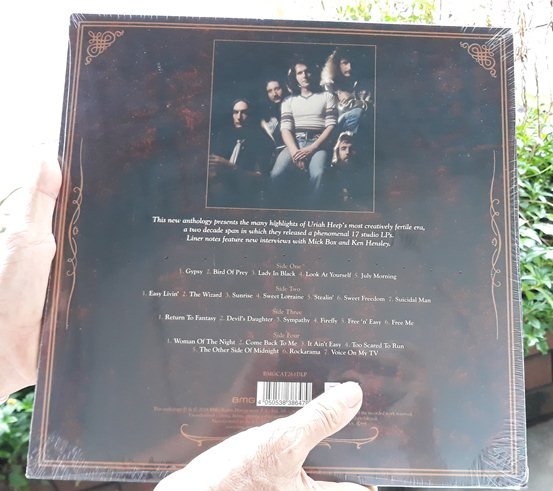 This new anthology presents the many highlights of Uriah Heep's most creatively fertile era,
a two decade span in which they released a phenomenal 17 studio LPs.
Liner notes feature new interviews with Mick Box and Ken Hensley.
Side One
1. Gypsy 2. Bird Of Prey 3. Lady In Black 4. Look At Yourself 5. July Morning
Side Two
1. Easy Livin' 2. The Wizard 3. Sunrise 4. Sweet Lorraine 5. Stealin' 6. Sweet Freedom 7. Suicidal Man
Side Three
1. Return To Fantasy 2. Devil's Daughter 3. Sympathy 4. Firefly 5. Free 'n' Easy 6. Free Me
Side Four
1. Woman Of The Night 2. Come Back To Me 3. It Ain't Easy 4. Too Scared To Run
5. The Other Side Of Midnight 6. Rockarama 7. Voice On My TV
BMGCAT261DLP
BMG
4 050538 38647